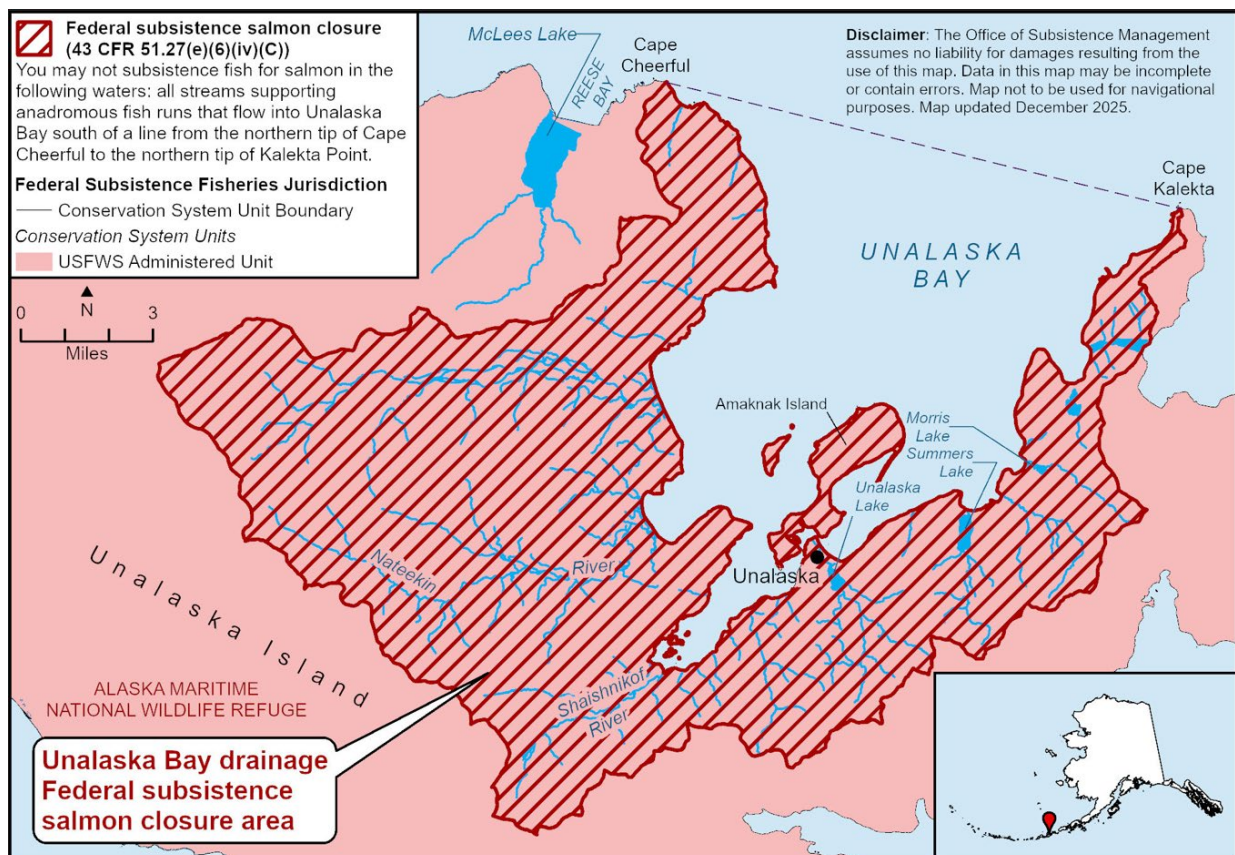 Federal subsistence salmon closure
(43 CFR 51.27(e)(6)(iv)(C))
You may not subsistence fish for salmon in the
following waters: all streams supporting
anadromous fish runs that flow into Unalaska
Bay south of a line from the northern tip of Cape
Cheerful to the northern tip of Kalekta Point.
Federal Subsistence Fisheries Jurisdiction
Conservation System Unit Boundary
Conservation System Units
USFWS Administered Unit
N
0 3
Miles
McLees Lake
REESE
BAY
Cape
Cheerful
Disclaimer: The Office of Subsistence Management
assumes no liability for damages resulting from the
use of this map. Data in this map may be incomplete
or contain errors. Map not to be used for navigational
purposes. Map updated December 2025.
Cape
Kalekta
UNALASKA
BAY
Amaknak Island
Morris
Lake
Summers
Lake
Unalaska
Lake
Unalaska
Nateekin River
Shaishnikof
River
Unalaska Island
ALASKA MARITIME
NATIONAL WILDLIFE REFUGE
Unalaska Bay drainage
Federal subsistence
salmon closure area